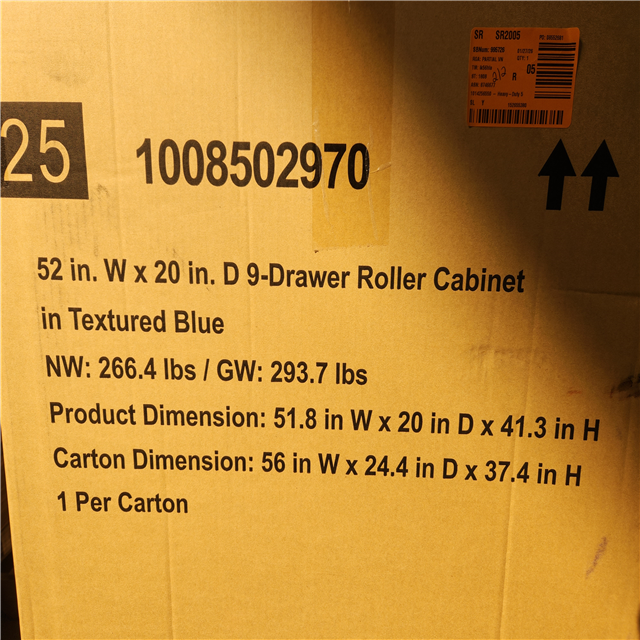 SR SR2005
25
1008502970
52 in. W x 20 in. D 9-Drawer Roller Cabinet
in Textured Blue
NW: 266.4 lbs / GW: 293.7 lbs
Product Dimension: 51.8 in W x 20 in D x 41.3 in H
Carton Dimension: 56 in W x 24.4 in D x 37.4 in H
1 Per Carton